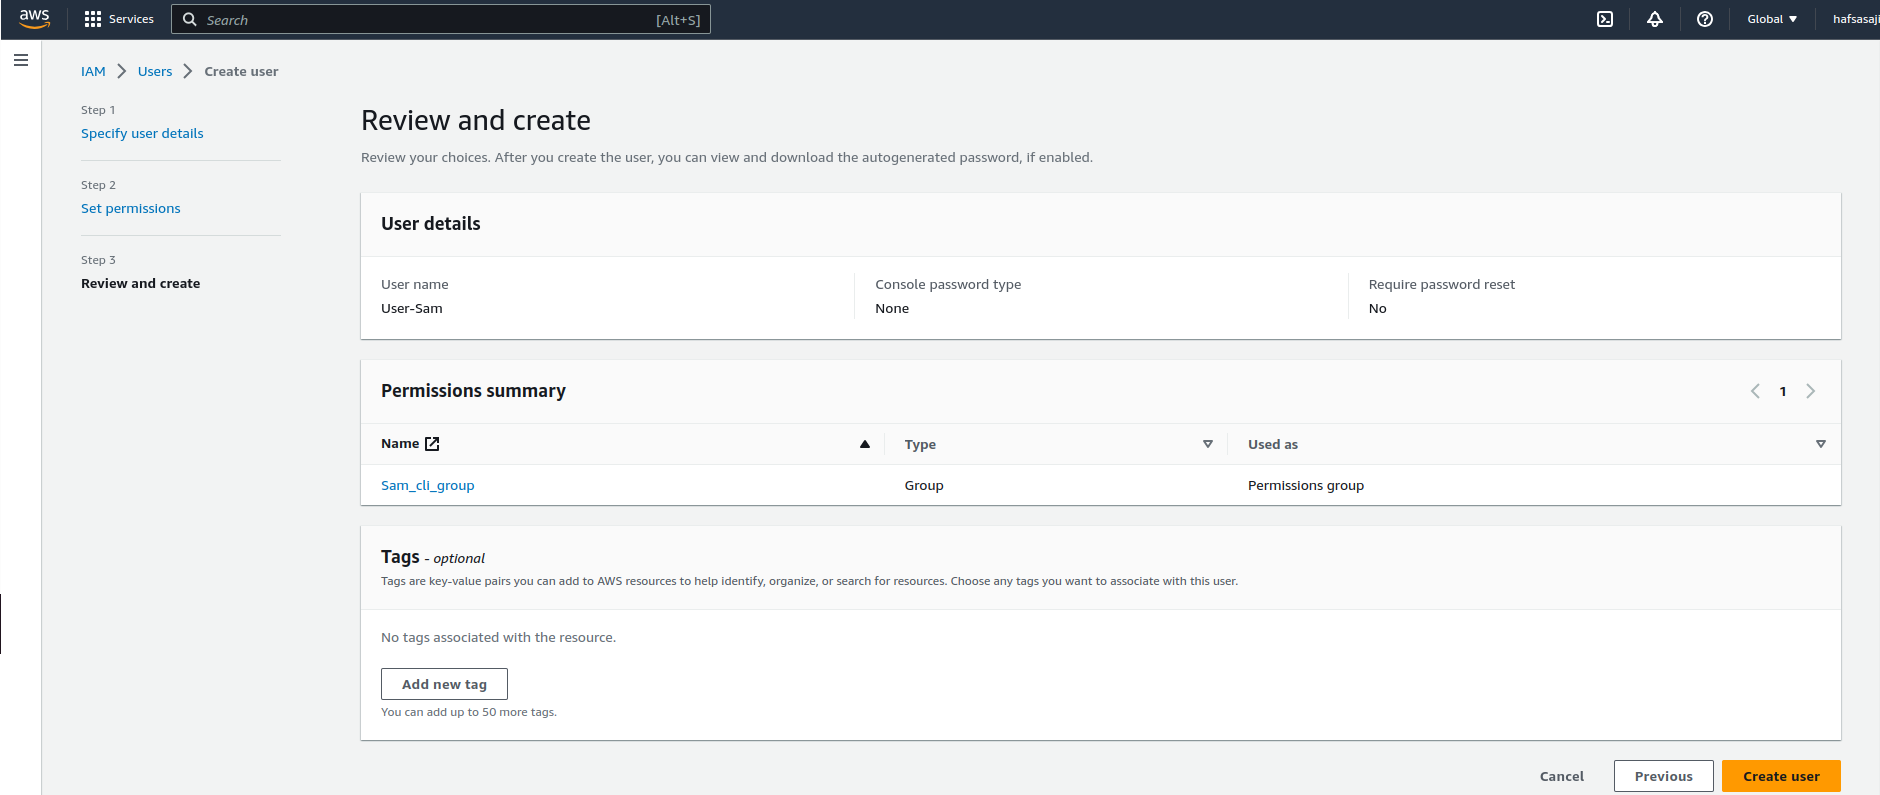 aws
Services
Search
[Alt+S]
Global
hafsasaji
IAM
Users
Create user
Step 1
Specify user details
Step 2
Set permissions
Step 3
Review and create
Review and create
Review your choices. After you create the user, you can view and download the autogenerated password, if enabled.
User details
User name
User-Sam
Console password type
None
Require password reset
No
Permissions summary
1
Name
Type
Used as
Sam_cli_group
Group
Permissions group
Tags - optional
Tags are key-value pairs you can add to AWS resources to help identify, organize, or search for resources. Choose any tags you want to associate with this user.
No tags associated with the resource.
Add new tag
You can add up to 50 more tags.
Cancel
Previous
Create user